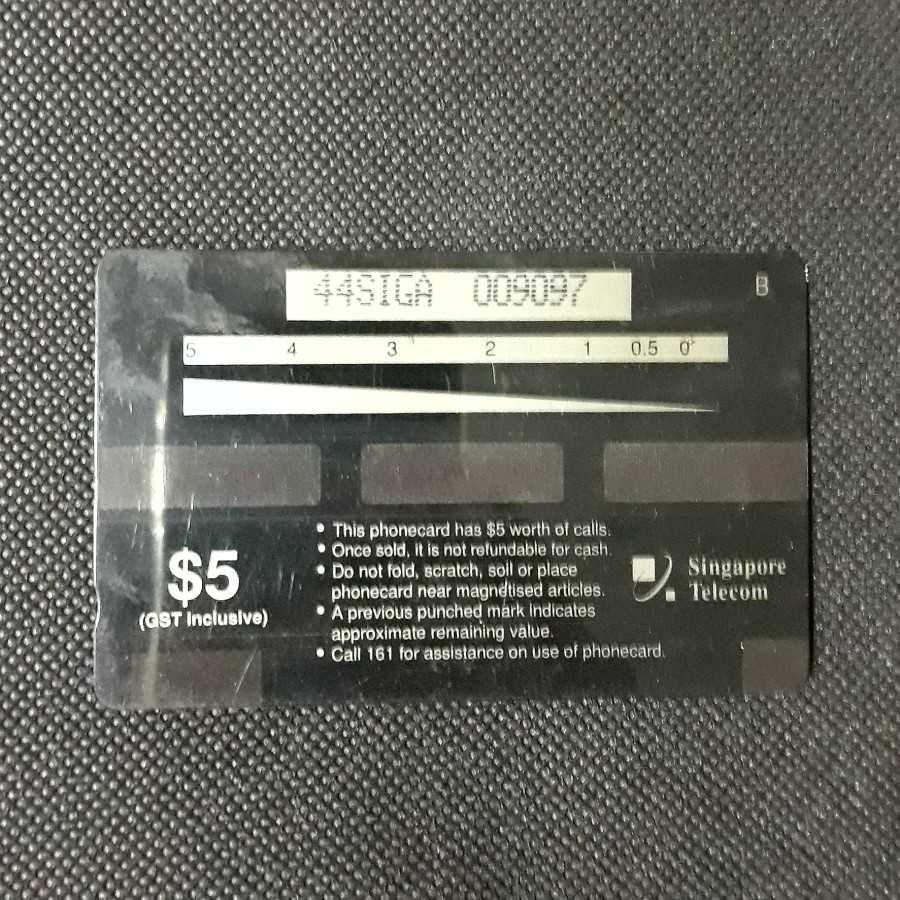 44SIGA 009097
B
5 4 3 2 1 0.5 0
$5
(GST inclusive)
• This phonecard has $5 worth of calls.
• Once sold, it is not refundable for cash.
• Do not fold, scratch, soil or place
phonecard near magnetised articles.
• A previous punched mark indicates
approximate remaining value.
• Call 161 for assistance on use of phonecard.
Singapore
Telecom